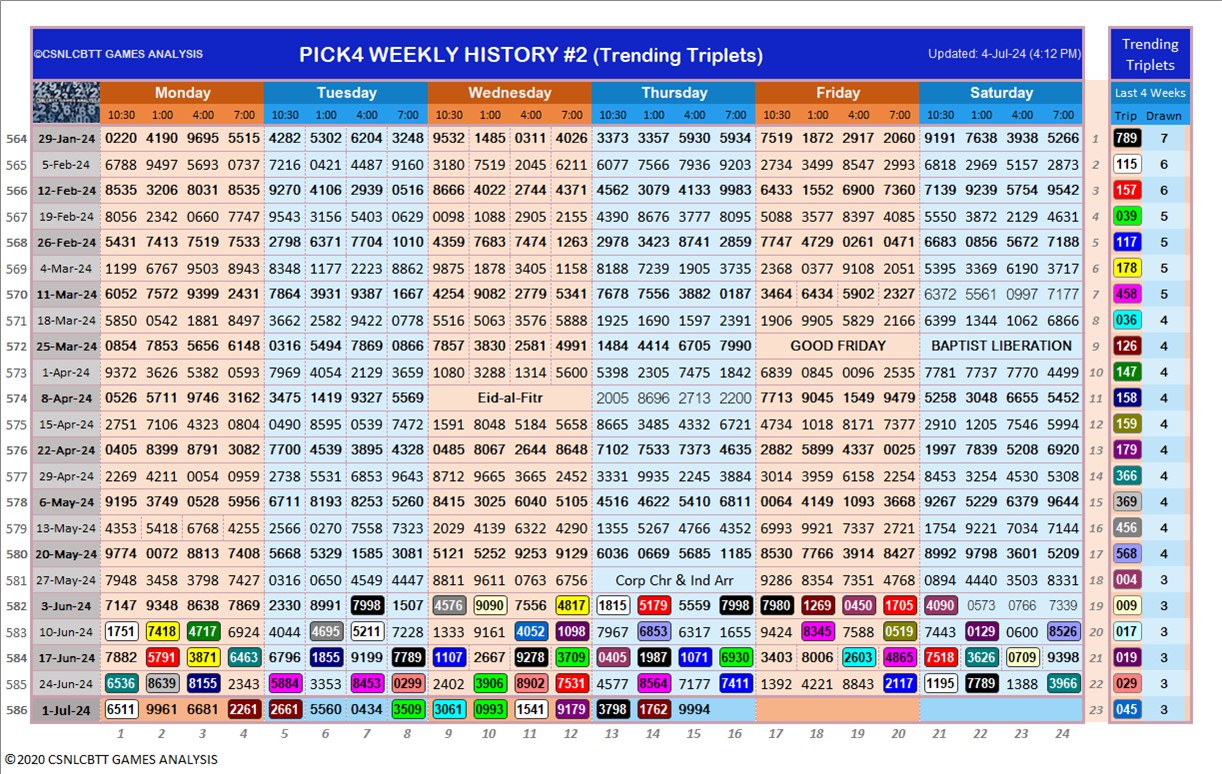 ©CSNLCBTT GAMES ANALYSIS PICK4 WEEKLY HISTORY #2 (Trending Triplets) Updated: 4-Jul-24 (4:12 PM) Trending Triplets
Monday Tuesday Wednesday Thursday Friday Saturday Last 4 Weeks
10:30 1:00 4:00 7:00 10:30 1:00 4:00 7:00 10:30 1:00 4:00 7:00 10:30 1:00 4:00 7:00 10:30 1:00 4:00 7:00 10:30 1:00 4:00 7:00 Trip Drawn
564 29-Jan-24 0220 4190 9695 5515 4282 5302 6204 3247 9532 1485 0311 4026 3373 3357 5930 5934 7519 1872 2917 2060 9191 7638 3938 5266 1 789 7
565 5-Feb-24 6788 9497 5693 0737 7216 0421 4487 9160 3180 7519 2045 6211 6077 7566 7936 9203 2734 3499 8547 2993 6818 2969 5157 2873 2 115 6
566 12-Feb-24 8535 3206 8031 8535 9270 4106 2939 0516 8666 4022 2744 4371 4562 3079 4133 9983 6433 1552 6900 7360 7139 9239 5754 9542 3 157 6
567 19-Feb-24 8056 2342 0660 7747 9543 3156 5403 0629 0098 1088 2905 2155 4390 8676 3777 8095 5088 3577 8397 4085 5550 3872 2129 4631 4 039 5
568 26-Feb-24 5431 7413 7519 7533 2798 6371 7704 1010 4359 7683 7474 1263 2978 3423 8741 2859 7747 4729 0261 0471 6683 0856 5672 7188 5 117 5
569 4-Mar-24 1199 6767 9503 8943 8348 1177 2223 8862 9875 1878 3405 1158 8188 7239 1905 3735 2368 0377 9108 2051 5395 3369 6190 3717 6 178 5
570 11-Mar-24 6052 7572 9399 2431 7864 3931 9387 1667 4254 9082 2779 5341 7678 7556 3882 0187 3464 6434 5902 2327 6372 5561 0997 7177 7 458 5
571 18-Mar-24 5850 0542 1881 8497 3662 2582 9422 0778 5516 5063 3576 5888 1925 1690 1597 2391 1906 9905 5829 2166 6399 1344 1062 6866 8 036 4
572 25-Mar-24 0854 7853 5656 6148 0316 5494 7869 0866 7857 3830 2581 4991 1484 4414 6705 7990 GOOD FRIDAY BAPTIST LIBERATION 9 126 4
573 1-Apr-24 9372 3626 5382 0593 7969 4054 2129 3659 1080 3288 1314 5600 5398 2305 7475 1842 6839 0845 0096 2535 7781 7737 7770 4499 10 147 4
574 8-Apr-24 0526 5711 9746 3162 3475 1419 9327 5569 Eid-al-Fitr 2005 8696 2713 2200 7713 9045 1549 9479 5258 3048 6655 5452 11 158 4
575 15-Apr-24 2751 7106 4323 0804 0490 8595 0539 7472 1591 8048 5184 5658 8665 3485 4332 6721 4734 1018 8171 7377 2910 1205 7546 5994 12 159 4
576 22-Apr-24 0405 8399 8791 3082 7700 4539 3895 4328 0485 8067 2644 8648 7102 7533 7373 4635 2882 5899 4337 0025 1997 7839 5208 6920 13 179 4
577 29-Apr-24 2269 4211 0054 0959 2738 5531 6853 9643 9712 9665 3665 2452 3331 9935 2245 3884 3014 3959 6158 2254 8453 3254 4530 5308 14 366 4
578 6-May-24 9195 3749 0528 5956 6711 8193 8253 5260 8415 3025 6040 5105 4516 4622 5410 6811 0064 4149 1093 3668 9267 5229 6379 9644 15 369 4
579 13-May-24 4353 5418 6768 4255 2566 0270 7558 7323 2029 4139 6322 4290 1355 5267 4766 4352 6993 9921 7337 2721 1754 9221 7034 7144 16 456 4
580 20-May-24 9774 0072 8813 7408 5668 5329 1585 3081 5121 5252 9253 9129 6036 0669 5685 1185 8530 7766 3914 8427 8992 9798 3601 5209 17 568 4
581 27-May-24 7948 3458 3798 7427 0316 0650 4549 4447 8811 9611 0763 6756 Corp Chr & Ind Arr 9286 8354 7351 4768 0894 4440 3503 8331 18 004 3
582 3-Jun-24 7147 9348 8638 7869 2330 8991 7998 1507 4576 9090 7556 4817 1815 5179 5559 7998 7980 1269 0450 1705 4090 0573 0766 7339 19 009 3
583 10-Jun-24 1751 7418 4717 6924 4044 4695 5211 7228 1333 9161 4052 1098 7967 6853 6317 1655 9424 8345 7588 0519 7443 0129 0600 8526 20 017 3
584 17-Jun-24 7882 5791 3871 6463 6796 1855 9199 7789 1107 2667 9278 3709 0405 1987 1071 6930 3403 8006 2603 4865 7518 3626 0709 9398 21 019 3
585 24-Jun-24 6536 8639 8155 2343 5884 3353 8453 0299 2402 3906 8902 7531 4577 8564 7177 7411 1392 4221 8843 2117 1195 7789 1388 3966 22 029 3
586 1-Jul-24 6511 9961 6681 2261 2661 5560 0434 3509 3061 0993 1541 9179 3798 1762 9994 23 045 3
1 2 3 4 5 6 7 8 9 10 11 12 13 14 15 16 17 18 19 20 21 22 23 24
©2020 CSNLCBTT GAMES ANALYSIS